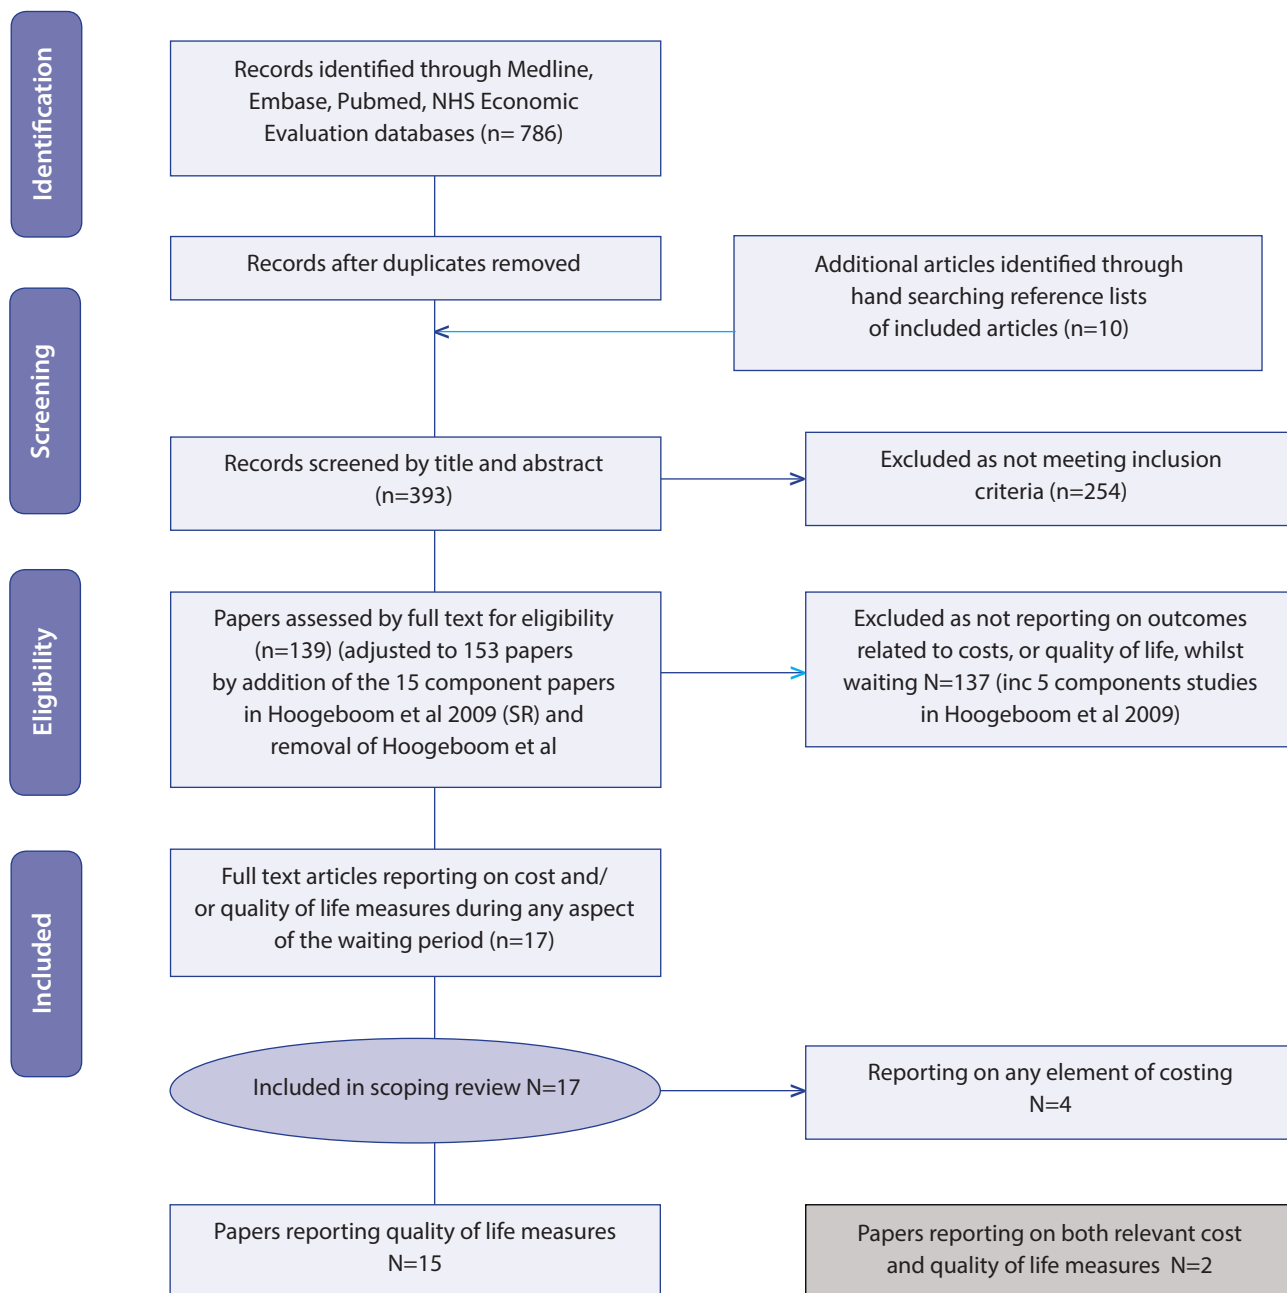 Identification
Records identified through Medline,
Embase, Pubmed, NHS Economic
Evaluation databases (n= 786)
Records after duplicates removed
Additional articles identified through
hand searching reference lists
of included articles (n=10)
Screening
Records screened by title and abstract
(n=393)
Excluded as not meeting inclusion
criteria (n=254)
Eligibility
Papers assessed by full text for eligibility
(n=139) (adjusted to 153 papers
by addition of the 15 component papers
in Hoogeboom et al 2009 (SR) and
removal of Hoogeboom et al
Excluded as not reporting on outcomes
related to costs, or quality of life, whilst
waiting N=137 (inc 5 components studies
in Hoogeboom et al 2009)
Included
Full text articles reporting on cost and/
or quality of life measures during any aspect
of the waiting period (n=17)
Included in scoping review N=17
Reporting on any element of costing
N=4
Papers reporting quality of life measures
N=15
Papers reporting on both relevant cost
and quality of life measures  N=2